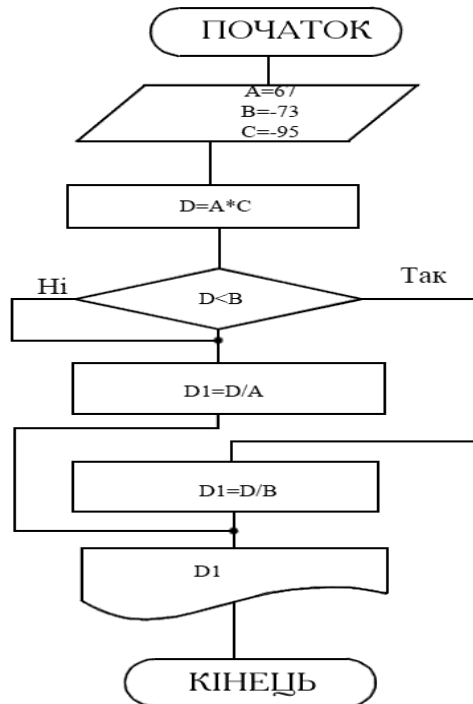 ПОЧАТОК
A=67
B=-73
C=-95
D=A*C
Ні
Так
D<B
D1=D/A
D1=D/B
D1
КІНЕЦЬ